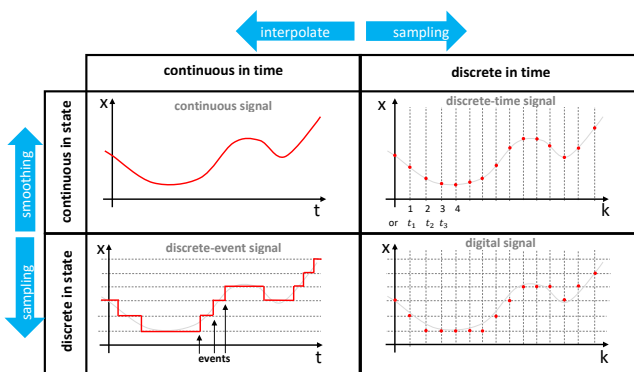 interpolate
sampling
continuous in time
discrete in time
smoothing
sampling
continuous in state
discrete in state
X
continuous signal
t
X
discrete-time signal
1 2 3 4
or t₁ t₂ t₃
k
X
discrete-event signal
events
t
X
digital signal
k